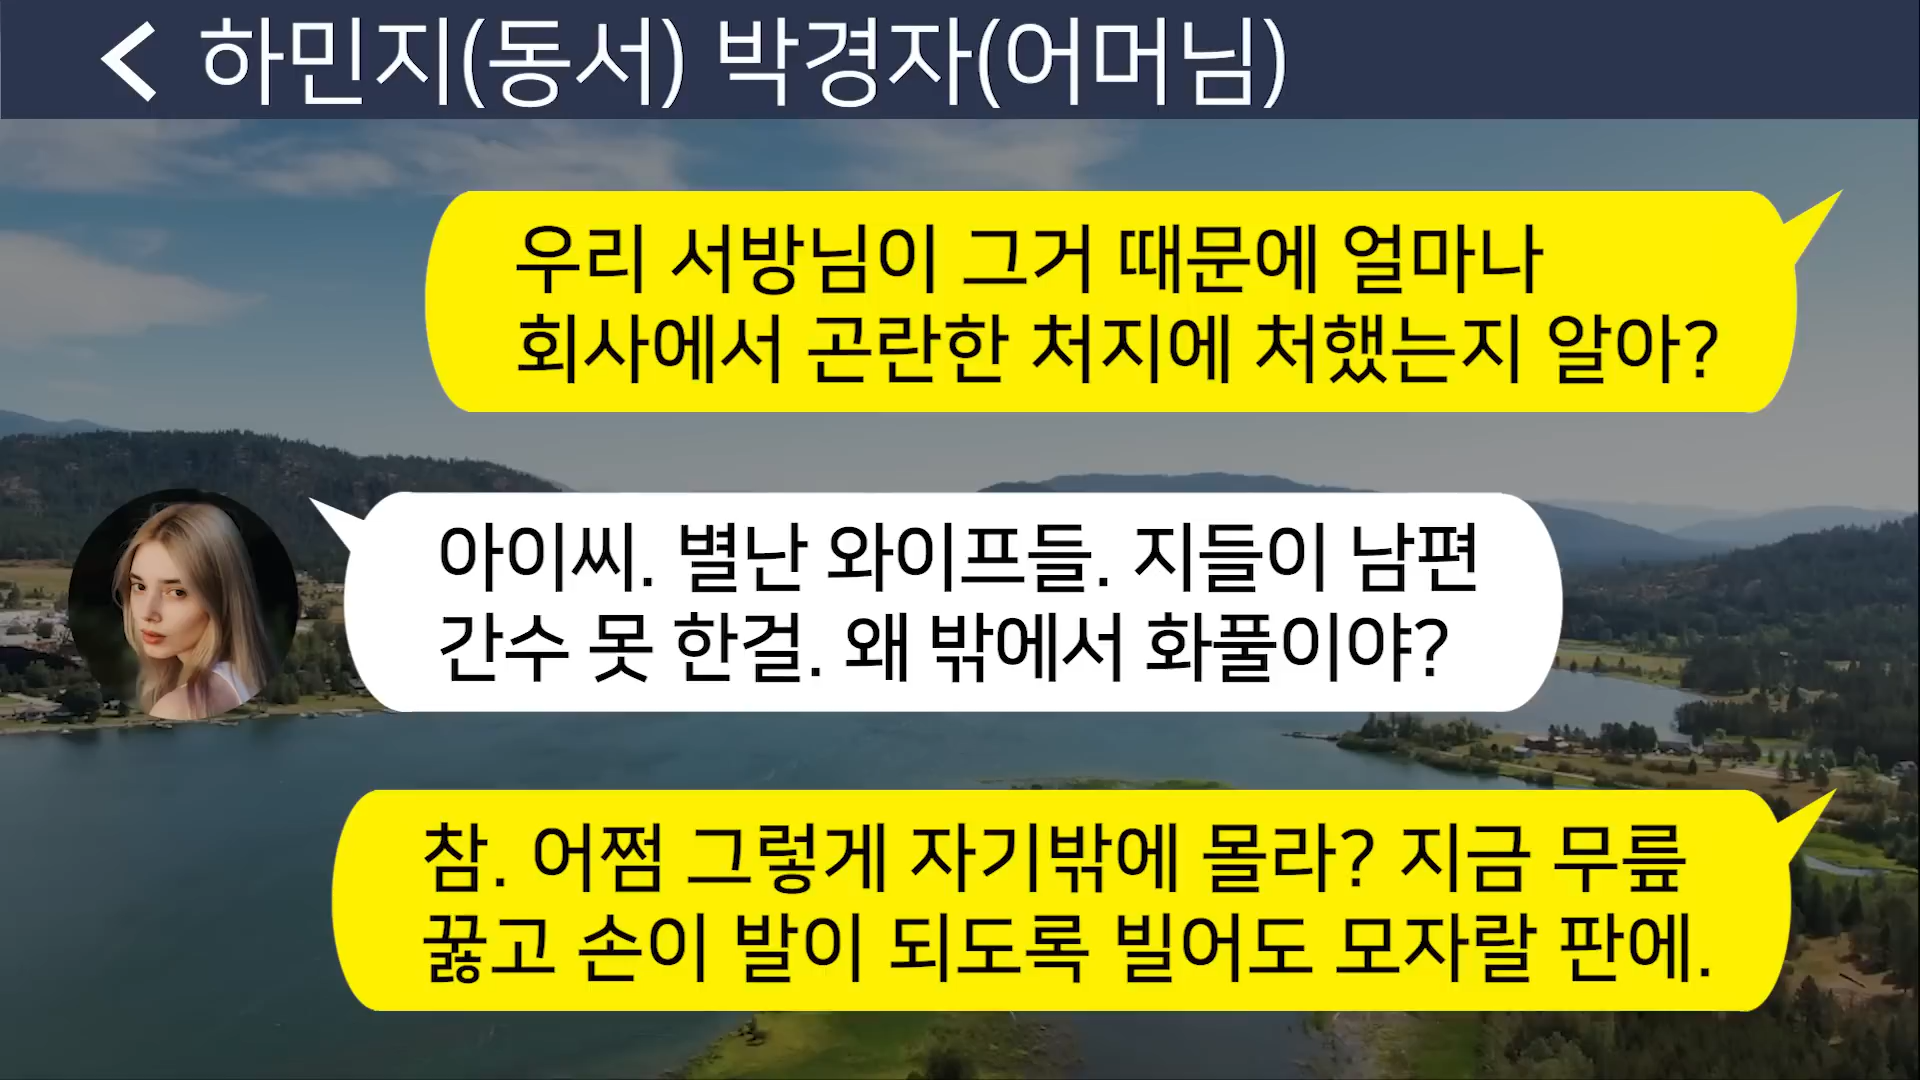 하민지(동서) 박경자(어머님)
우리 서방님이 그거 때문에 얼마나
회사에서 곤란한 처지에 처했는지 알아?
아이씨. 별난 와이프들. 지들이 남편
간수 못 한걸. 왜 밖에서 화풀이야?
참. 어쩜 그렇게 자기밖에 몰라? 지금 무릎
꿇고 손이 발이 되도록 빌어도 모자랄 판에.